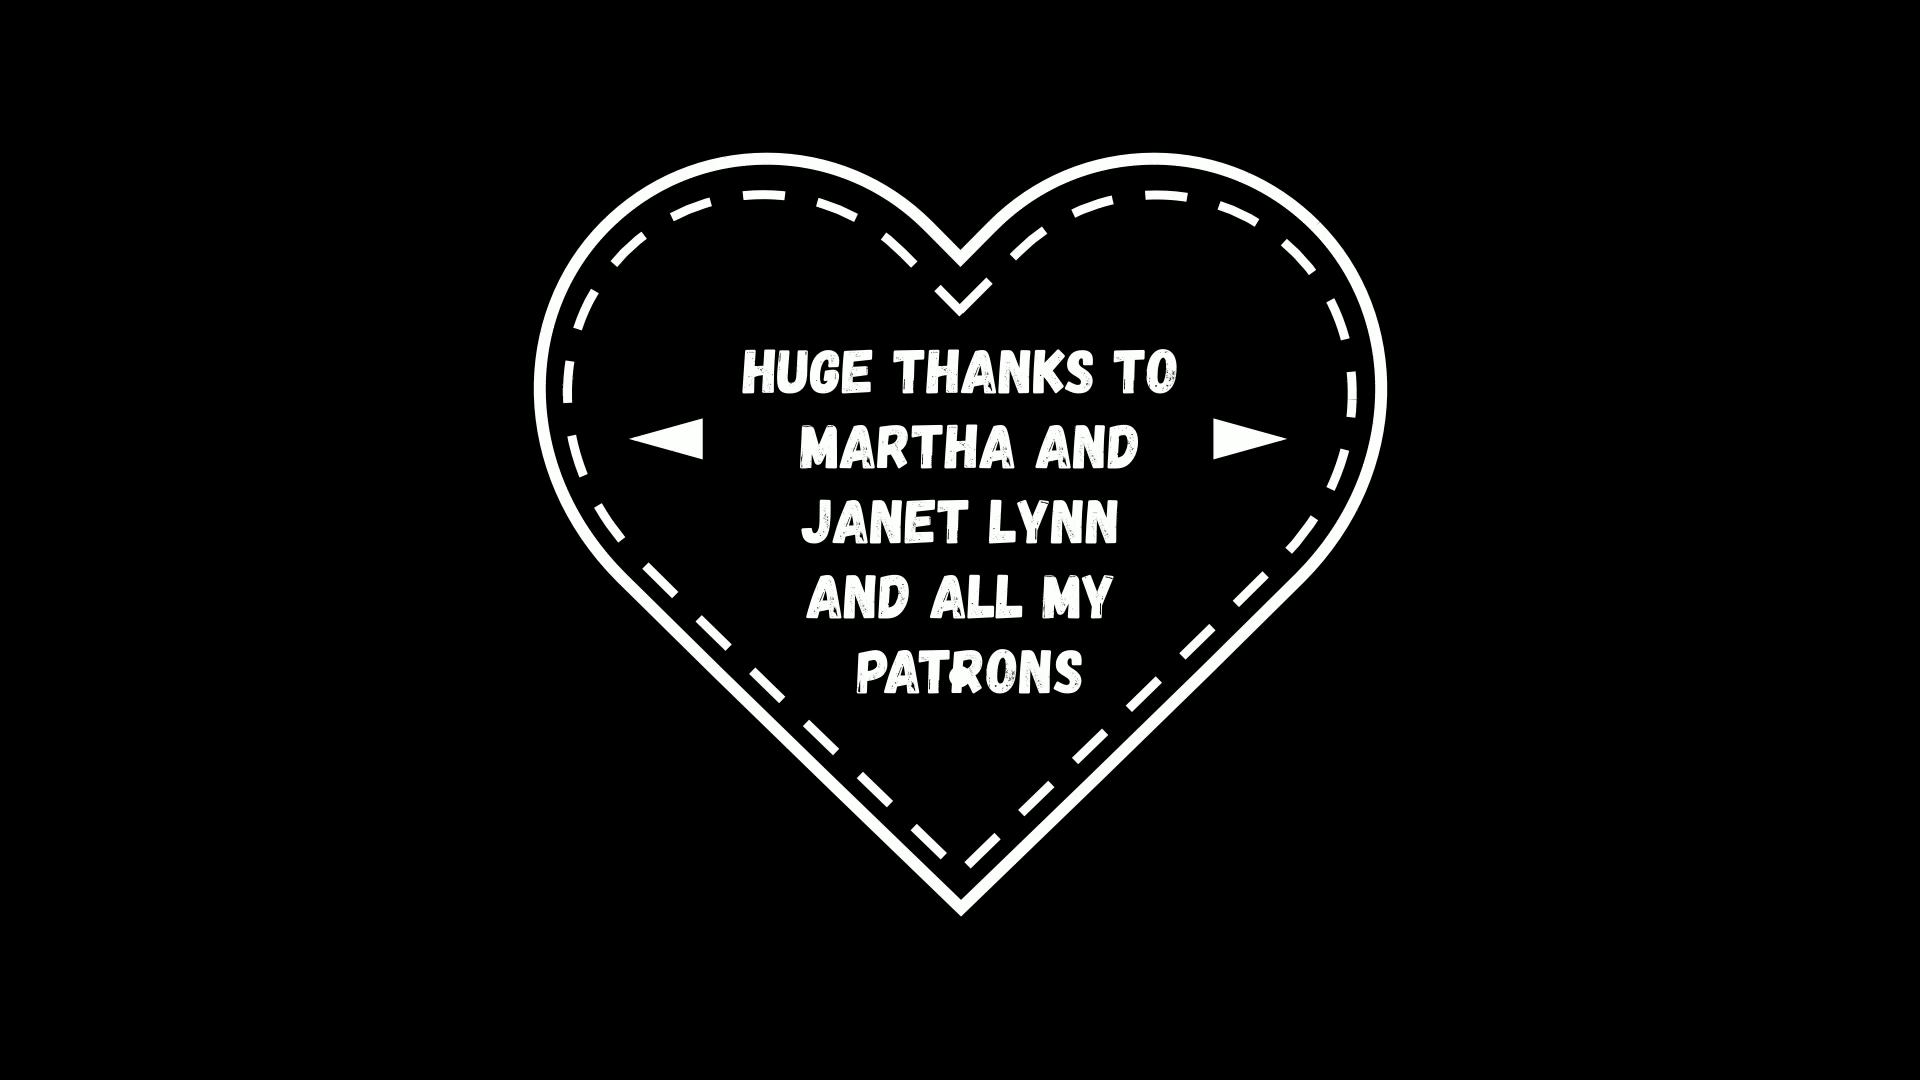 HUGE THANKS TO
MARTHA AND
JANET LYNN
AND ALL MY
PATRONS